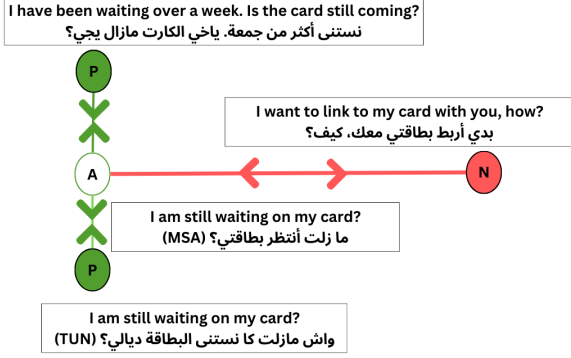 I have been waiting over a week. Is the card still coming?
نستنى أكثر من جمعة. ياخي الكارت مازال يجي؟
P
I want to link to my card with you, how?
بدي أربط بطاقتي معك، كيف؟
A
N
I am still waiting on my card?
ما زلت أنتظر بطاقتي؟ (MSA)
P
I am still waiting on my card?
واش مازلت كا نستنى البطاقة ديالي؟ (TUN)